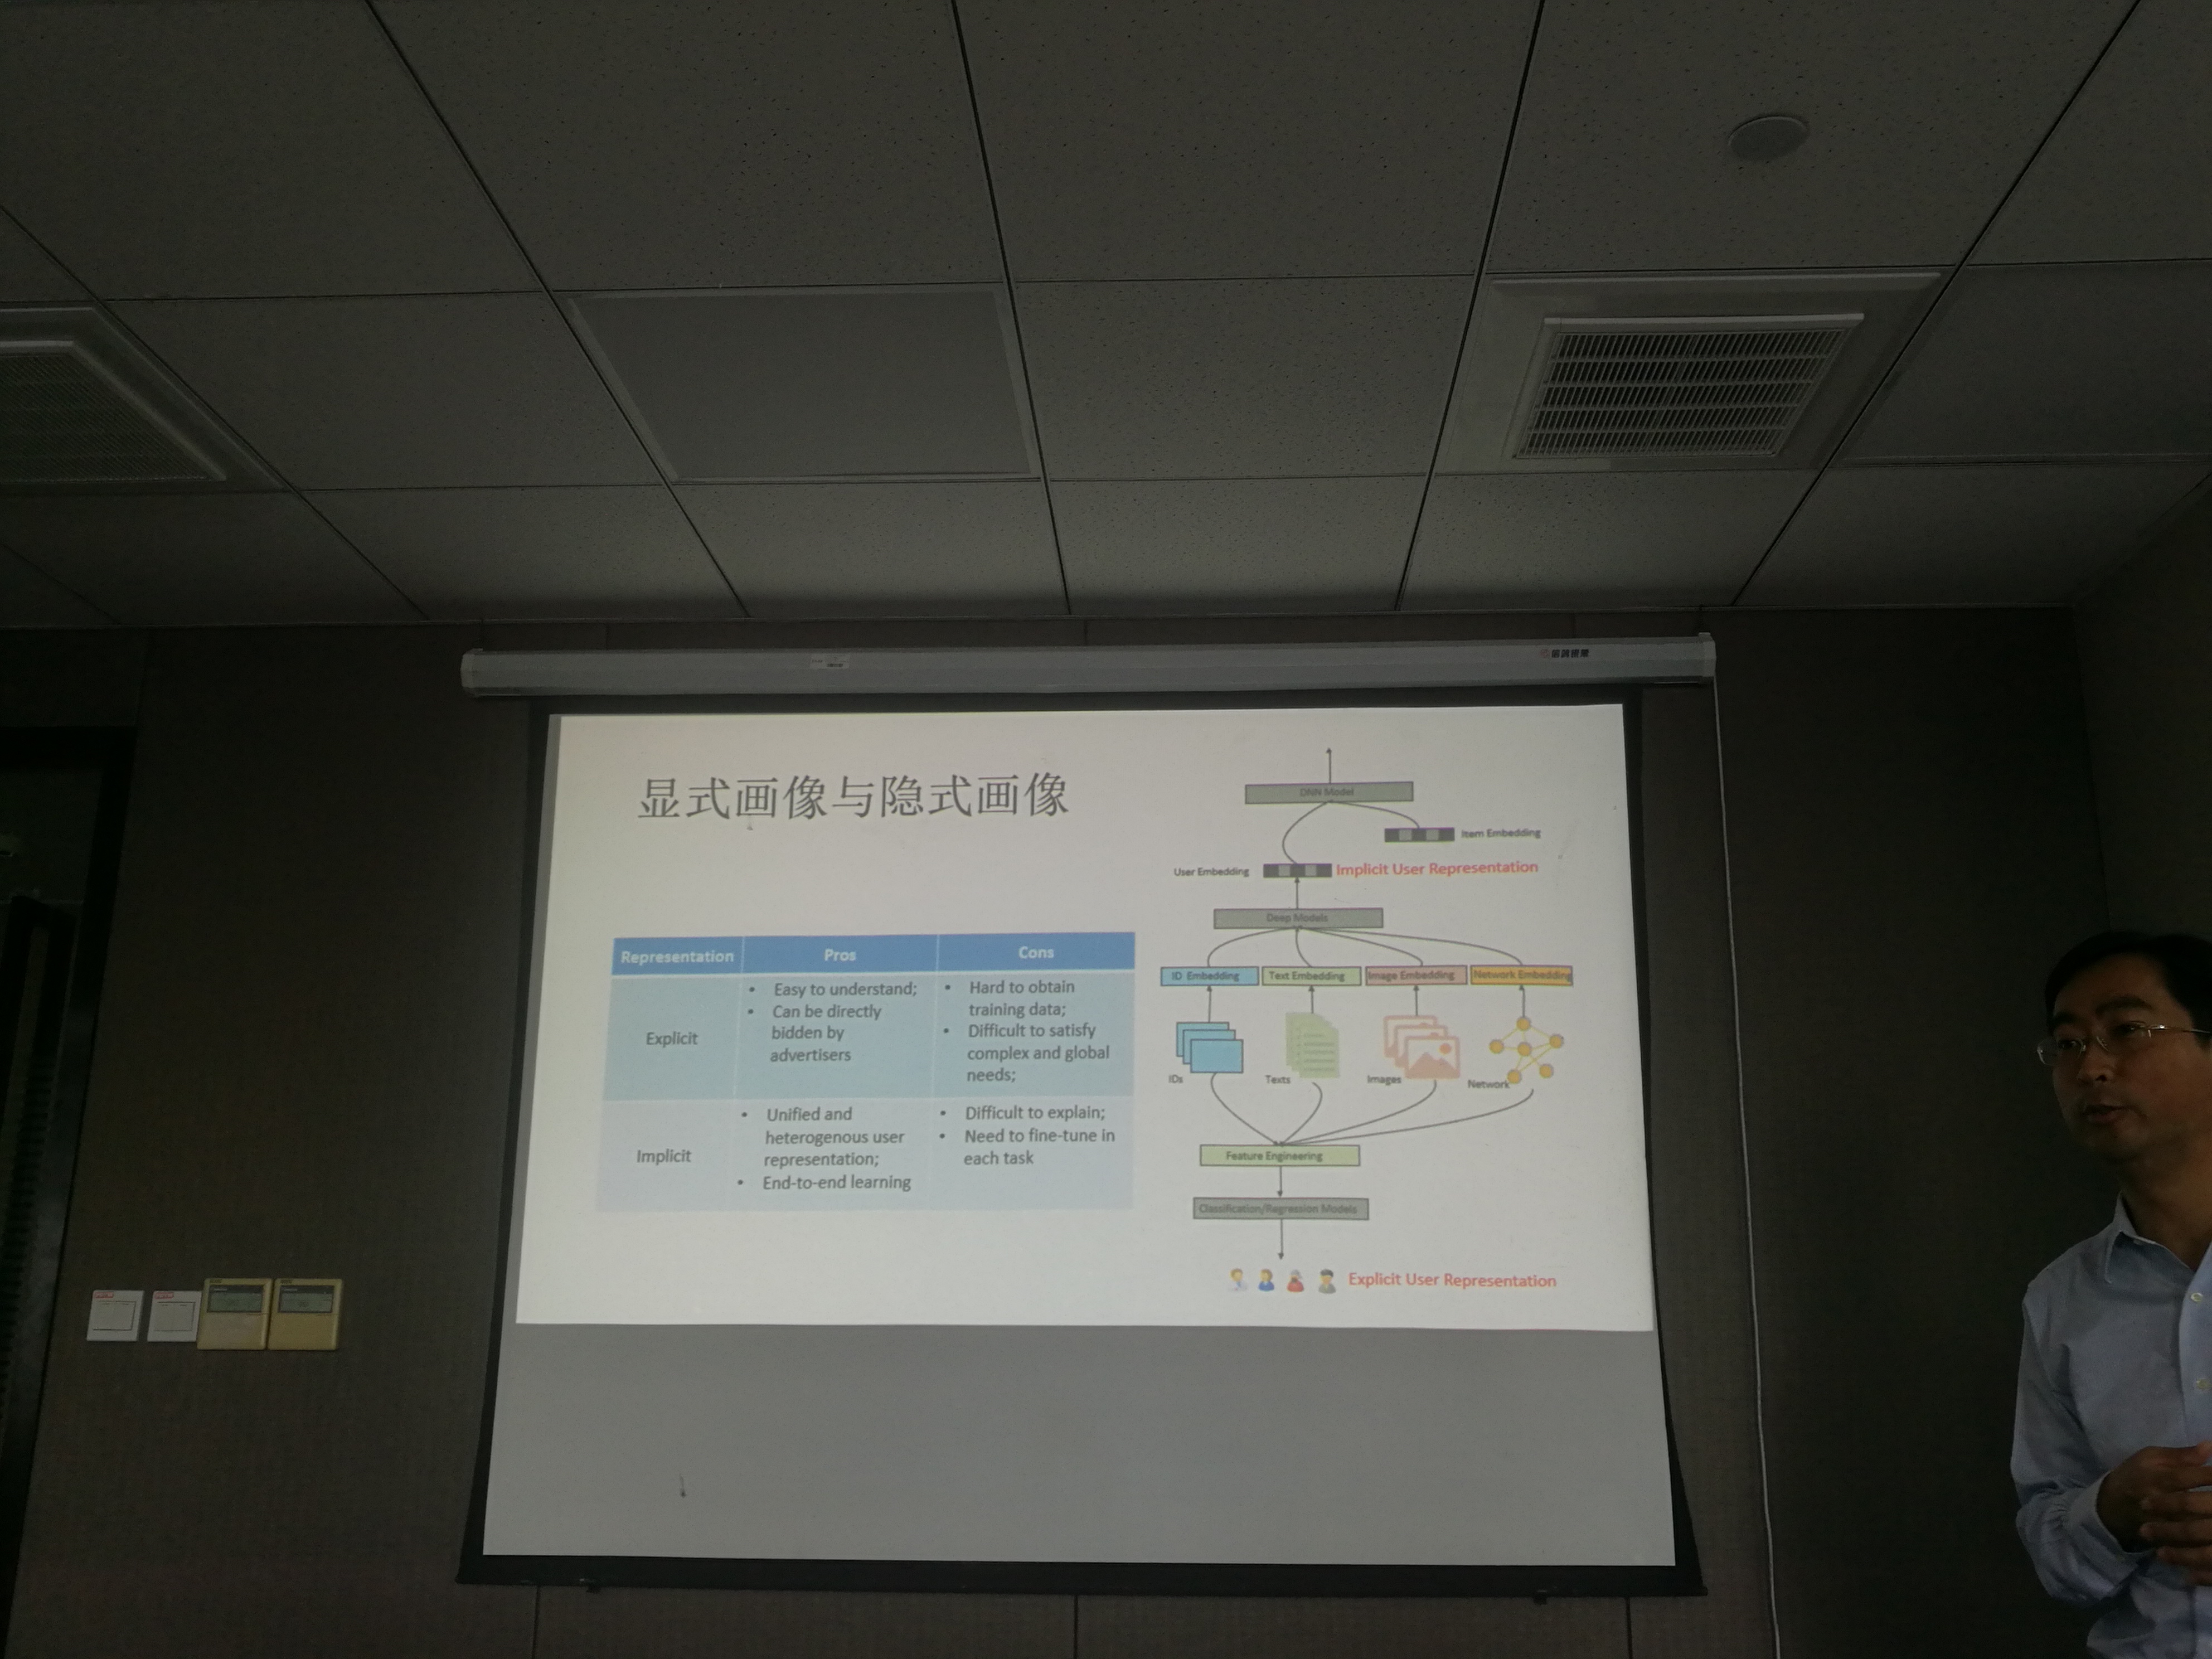 显式画像与隐式画像
Representation
Pros
Cons
Explicit
• Easy to understand;
• Can be directly
bidden by
advertisers
• Hard to obtain
training data;
• Difficult to satisfy
complex and global
needs;
Implicit
• Unified and
heterogenous user
representation;
• End-to-end learning
• Difficult to explain;
• Need to fine-tune in
each task
DNN Model
Item Embedding
User Embedding
Implicit User Representation
Deep Models
ID Embedding
Text Embedding
Image Embedding
Network Embedding
IDs
Texts
Images
Network
Feature Engineering
Classification/Regression Models
Explicit User Representation